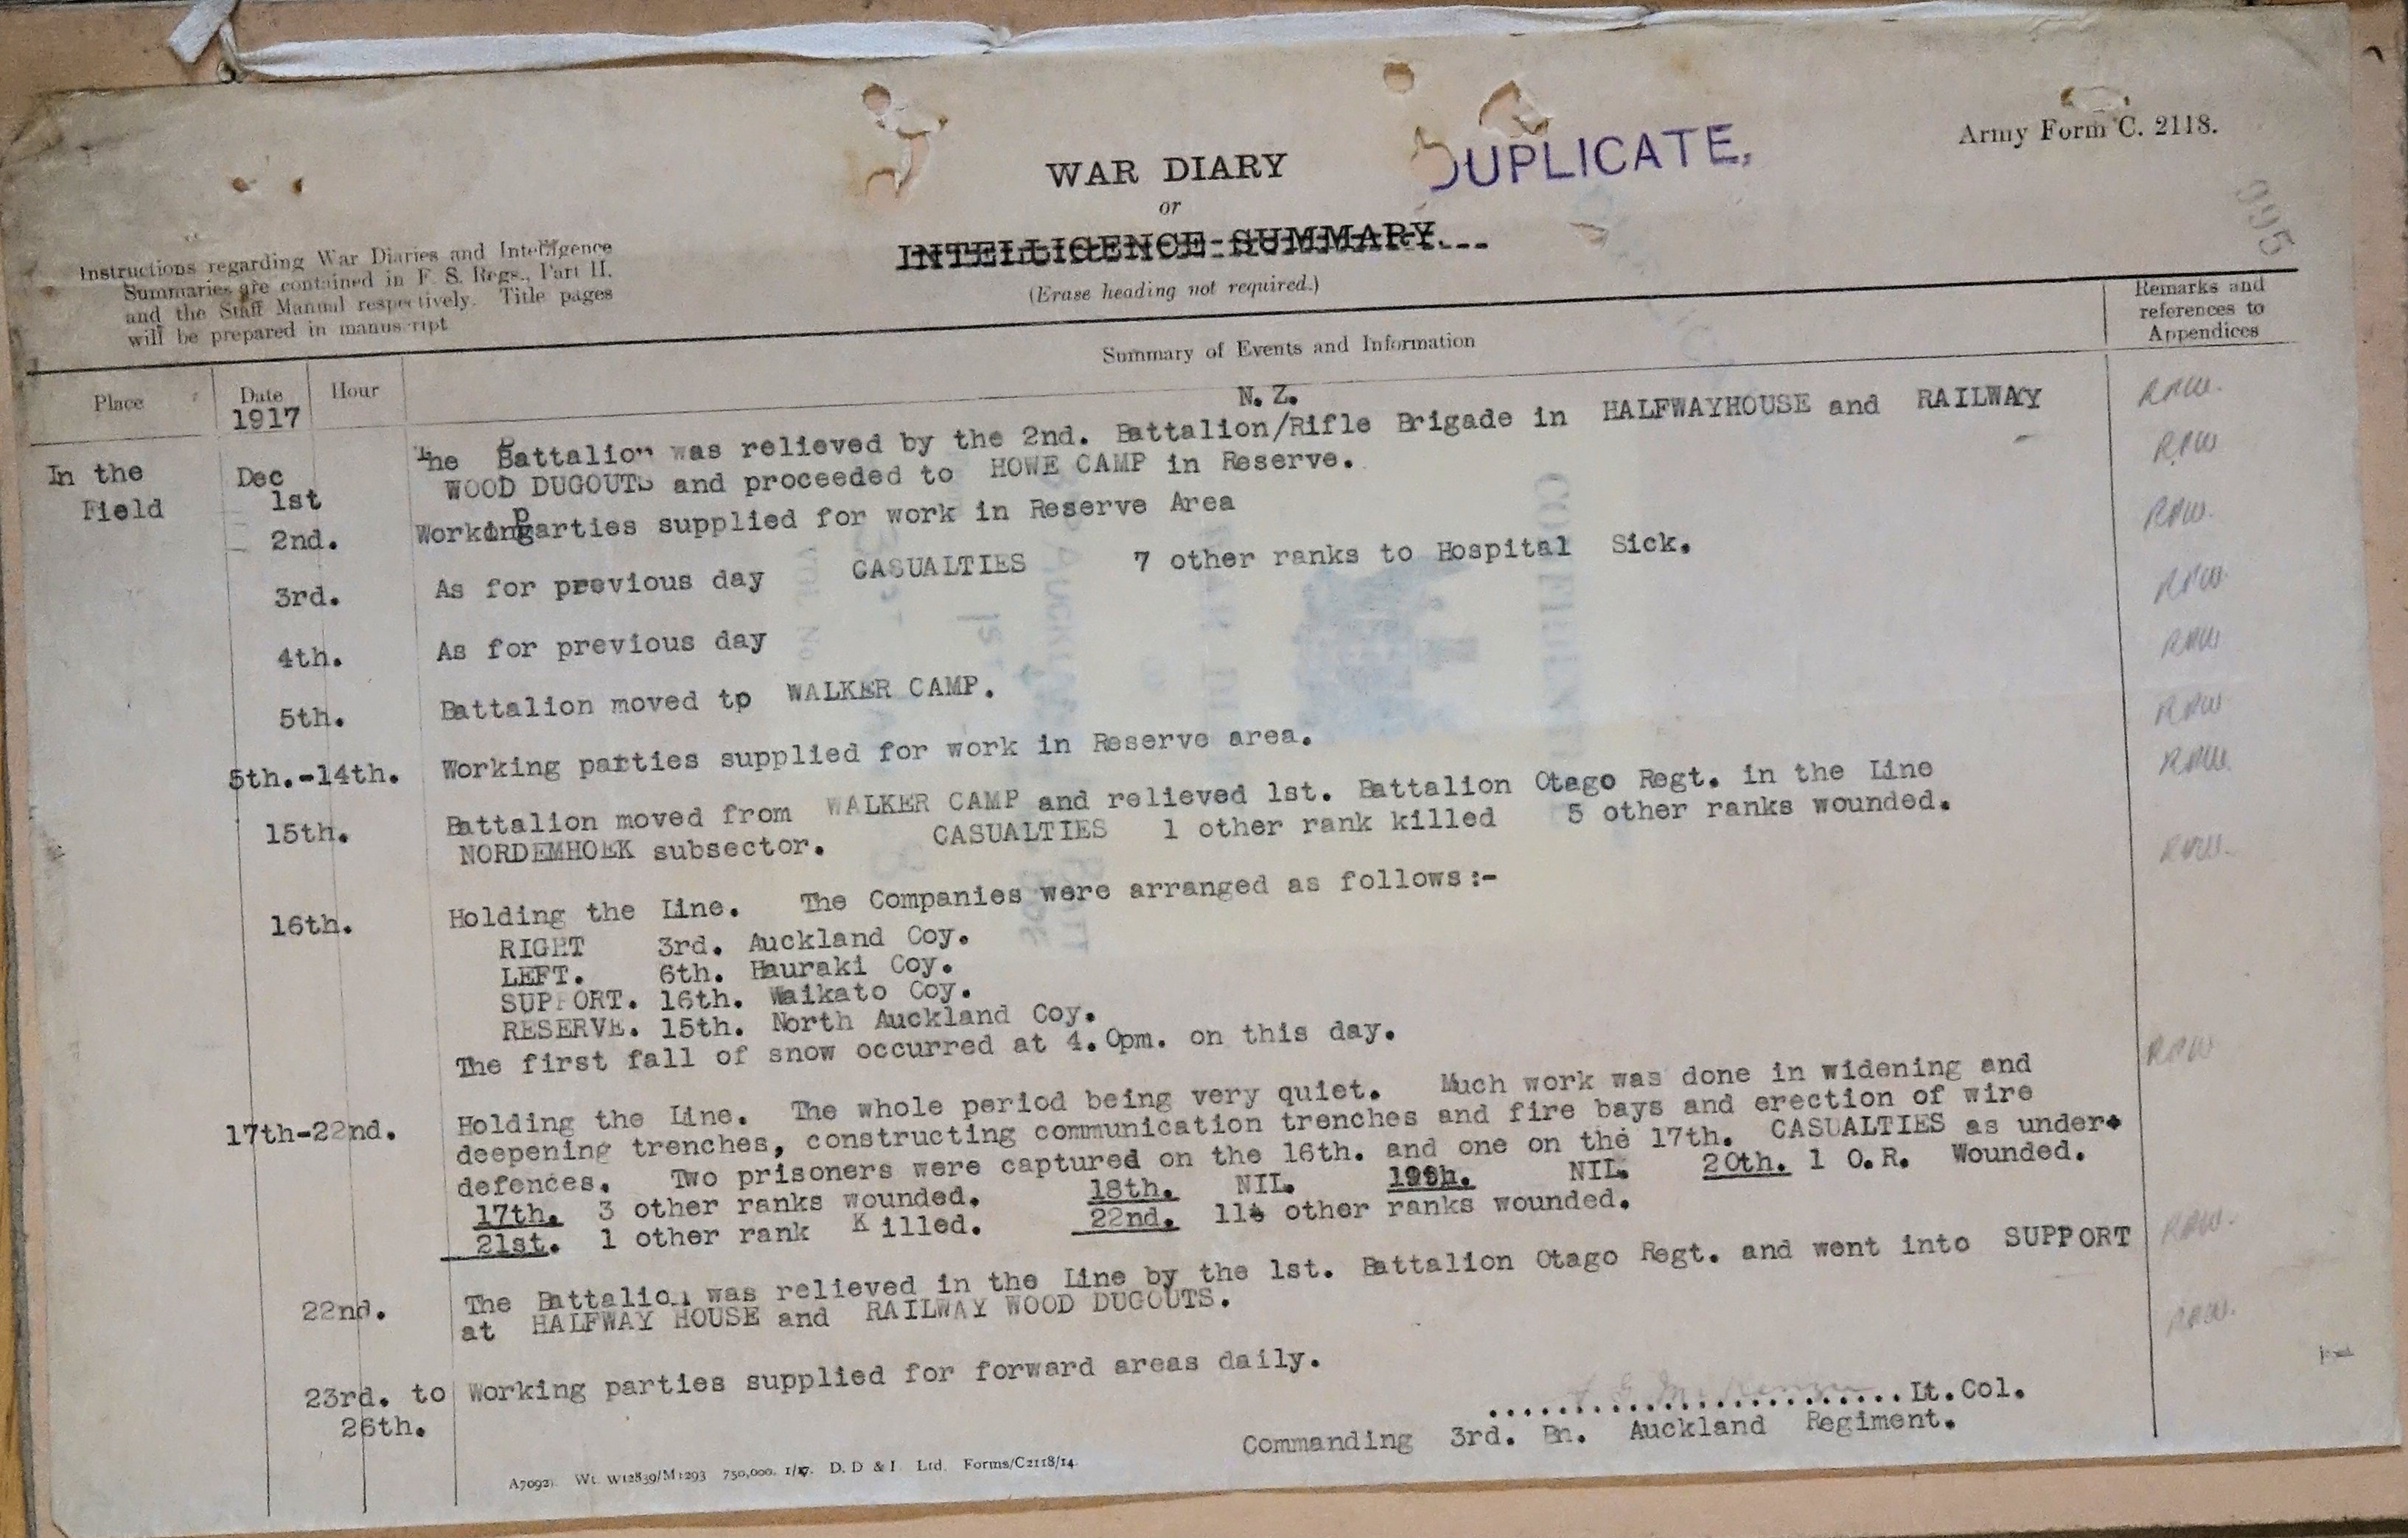 WAR DIARY
or
INTELLIGENCE SUMMARY.
(Erase heading not required.)
DUPLICATE,
Army Form C. 2118.
995
Instructions regarding War Diaries and Intelligence
Summaries are contained in F. S. Regs., Part II.
and the Staff Manual respectively. Title pages
will be prepared in manuscript
Place
Date
1917
Hour
Summary of Events and Information
Remarks and
references to
Appendices
In the
Field
Dec
1st
N.Z.
The Battalion was relieved by the 2nd. Battalion/Rifle Brigade in HALFWAYHOUSE and RAILWAY
WOOD DUGOUTS and proceeded to HOWE CAMP in Reserve.
2nd. Working parties supplied for work in Reserve Area
3rd. As for previous day CASUALTIES 7 other ranks to Hospital Sick.
4th. As for previous day
5th. Battalion moved tp WALKER CAMP.
5th.-14th. Working parties supplied for work in Reserve area.
15th. Battalion moved from WALKER CAMP and relieved 1st. Battalion Otago Regt. in the Line
NORDEMHOEK subsector. CASUALTIES 1 other rank killed 5 other ranks wounded.
16th. Holding the Line. The Companies were arranged as follows:-
RIGHT 3rd. Auckland Coy.
LEFT. 6th. Hauraki Coy.
SUPPORT. 16th. Waikato Coy.
RESERVE. 15th. North Auckland Coy.
The first fall of snow occurred at 4.0pm. on this day.
17th-22nd. Holding the Line. The whole period being very quiet. Much work was done in widening and
deepening trenches, constructing communication trenches and fire bays and erection of wire
defences. Two prisoners were captured on the 16th. and one on the 17th. CASUALTIES as under
17th. 3 other ranks wounded. 18th. NIL. 19th. NIL. 20th. 1 O.R. Wounded.
21st. 1 other rank Killed. 22nd. 11 other ranks wounded.
22nd. The Battalion was relieved in the Line by the 1st. Battalion Otago Regt. and went into SUPPORT
at HALFWAY HOUSE and RAILWAY WOOD DUGOUTS.
23rd. to Working parties supplied for forward areas daily.
26th.
..........................Lt.Col.
Commanding 3rd. Bn. Auckland Regiment.
A7092). Wt. W12839/M1293 750,000. 1/17. D. D & I. Ltd. Forms/C2118/14.